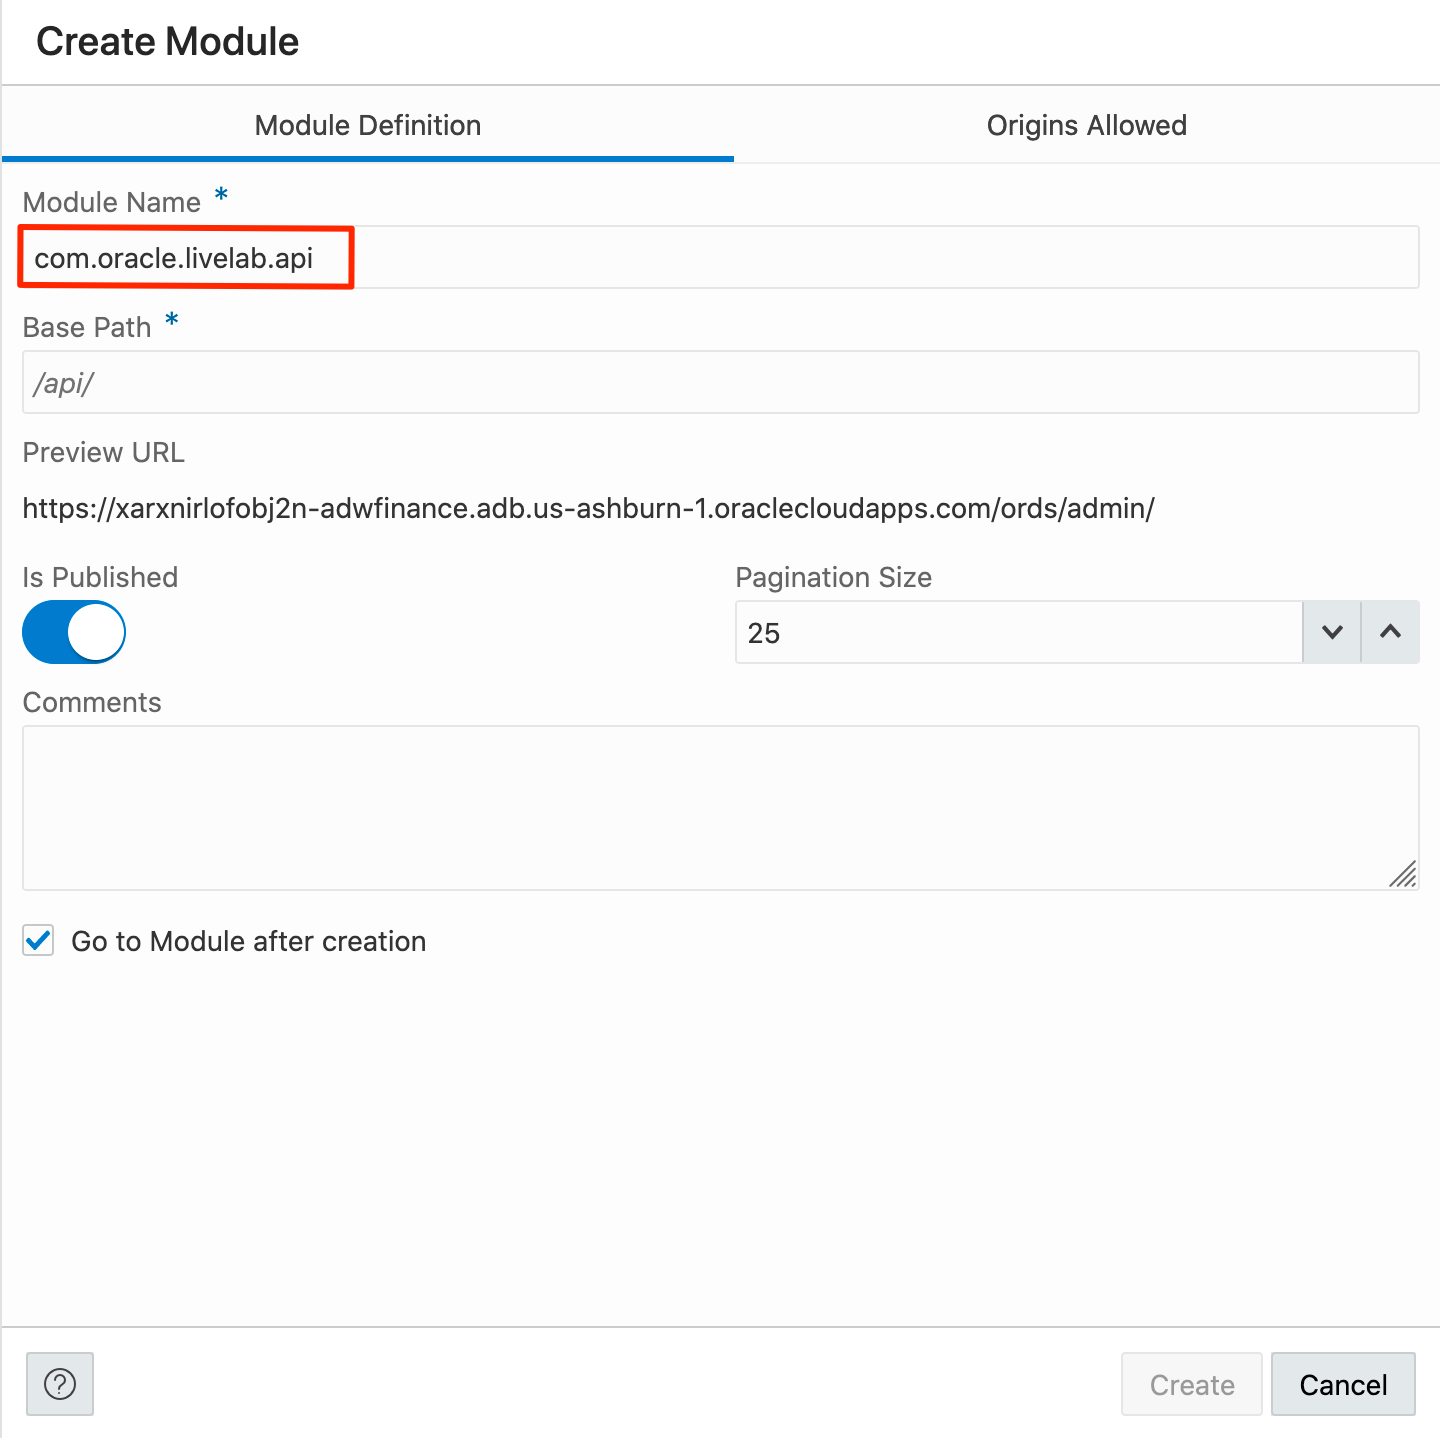 Create Module
Module Definition
Origins Allowed
Module Name *
com.oracle.livelab.api
Base Path *
/api/
Preview URL
https://xarxnirlofobj2n-adwfinance.adb.us-ashburn-1.oraclecloudapps.com/ords/admin/
Is Published
Pagination Size
25
Comments
Go to Module after creation
?
Create
Cancel